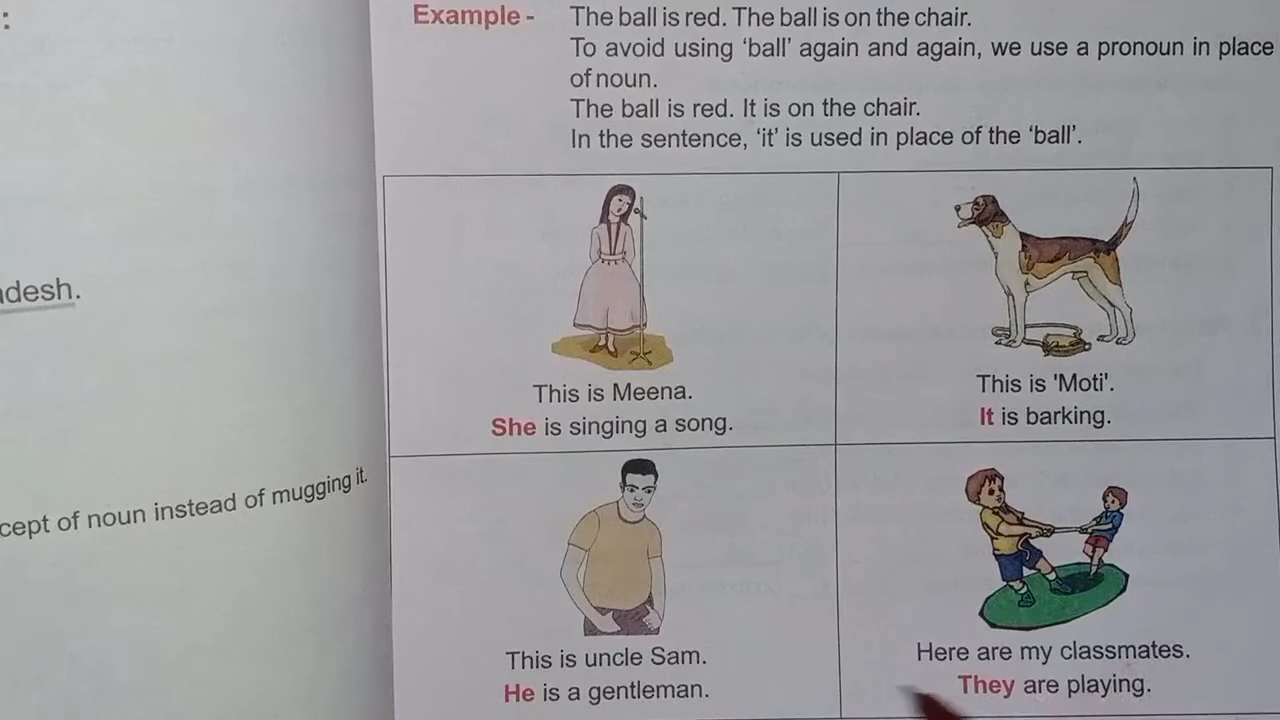 :
desh.
cept of noun instead of mugging it.
Example - The ball is red. The ball is on the chair.
To avoid using ‘ball’ again and again, we use a pronoun in place
of noun.
The ball is red. It is on the chair.
In the sentence, ‘it’ is used in place of the ‘ball’.
This is Meena.
She is singing a song.
This is 'Moti'.
It is barking.
This is uncle Sam.
He is a gentleman.
Here are my classmates.
They are playing.